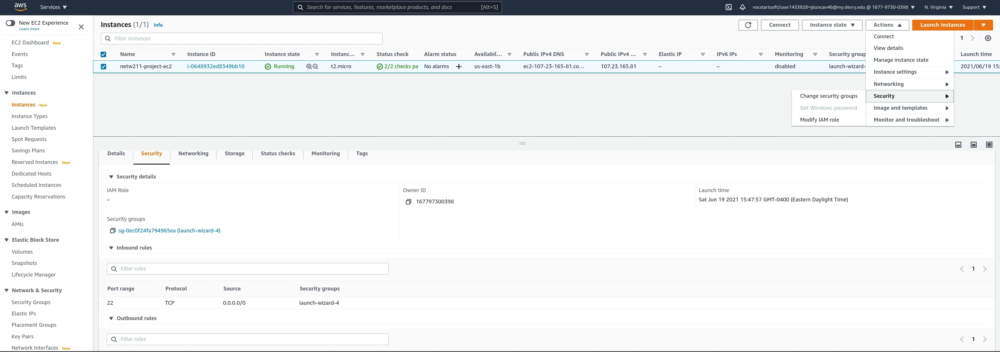 aws Services Search for services, features, marketplace products, and docs [Alt+S] vocstartsoft/user1433928=jduncan46@my.devry.edu @ 1677-9730-0398 N. Virginia Support
New EC2 Experience
Learn more
EC2 Dashboard New
Events
Tags
Limits
Instances
Instances New
Instance Types
Launch Templates
Spot Requests
Savings Plans
Reserved Instances New
Dedicated Hosts
Scheduled Instances
Capacity Reservations
Images
AMIs
Elastic Block Store
Volumes
Snapshots
Lifecycle Manager
Network & Security
Security Groups
Elastic IPs
Placement Groups
Key Pairs
Network Interfaces New
Instances (1/1) Info Connect Instance state Actions Launch instances
Filter instances 1
Name Instance ID Instance state Instanc... Status check Alarm status Availabil... Public IPv4 DNS Public IPv4 ... Elastic IP IPv6 IPs Monitoring Security group Launch time
netw211-project-ec2 i-0648932ed8349bb10 Running t2.micro 2/2 checks pa No alarms + us-east-1b ec2-107-23-165-81.co... 107.23.165.81 – – disabled launch-wizard- 2021/06/19 15:
Connect
View details
Manage instance state
Instance settings
Networking
Security
Image and templates
Monitor and troubleshoot
Change security groups
Get Windows password
Modify IAM role
Details Security Networking Storage Status checks Monitoring Tags
Security details
IAM Role Owner ID Launch time
– 167797300398 Sat Jun 19 2021 15:47:57 GMT-0400 (Eastern Daylight Time)
Security groups
sg-0ec0f24fa794965ea (launch-wizard-4)
Inbound rules
Filter rules 1
Port range Protocol Source Security groups
22 TCP 0.0.0.0/0 launch-wizard-4
Outbound rules
Filter rules 1